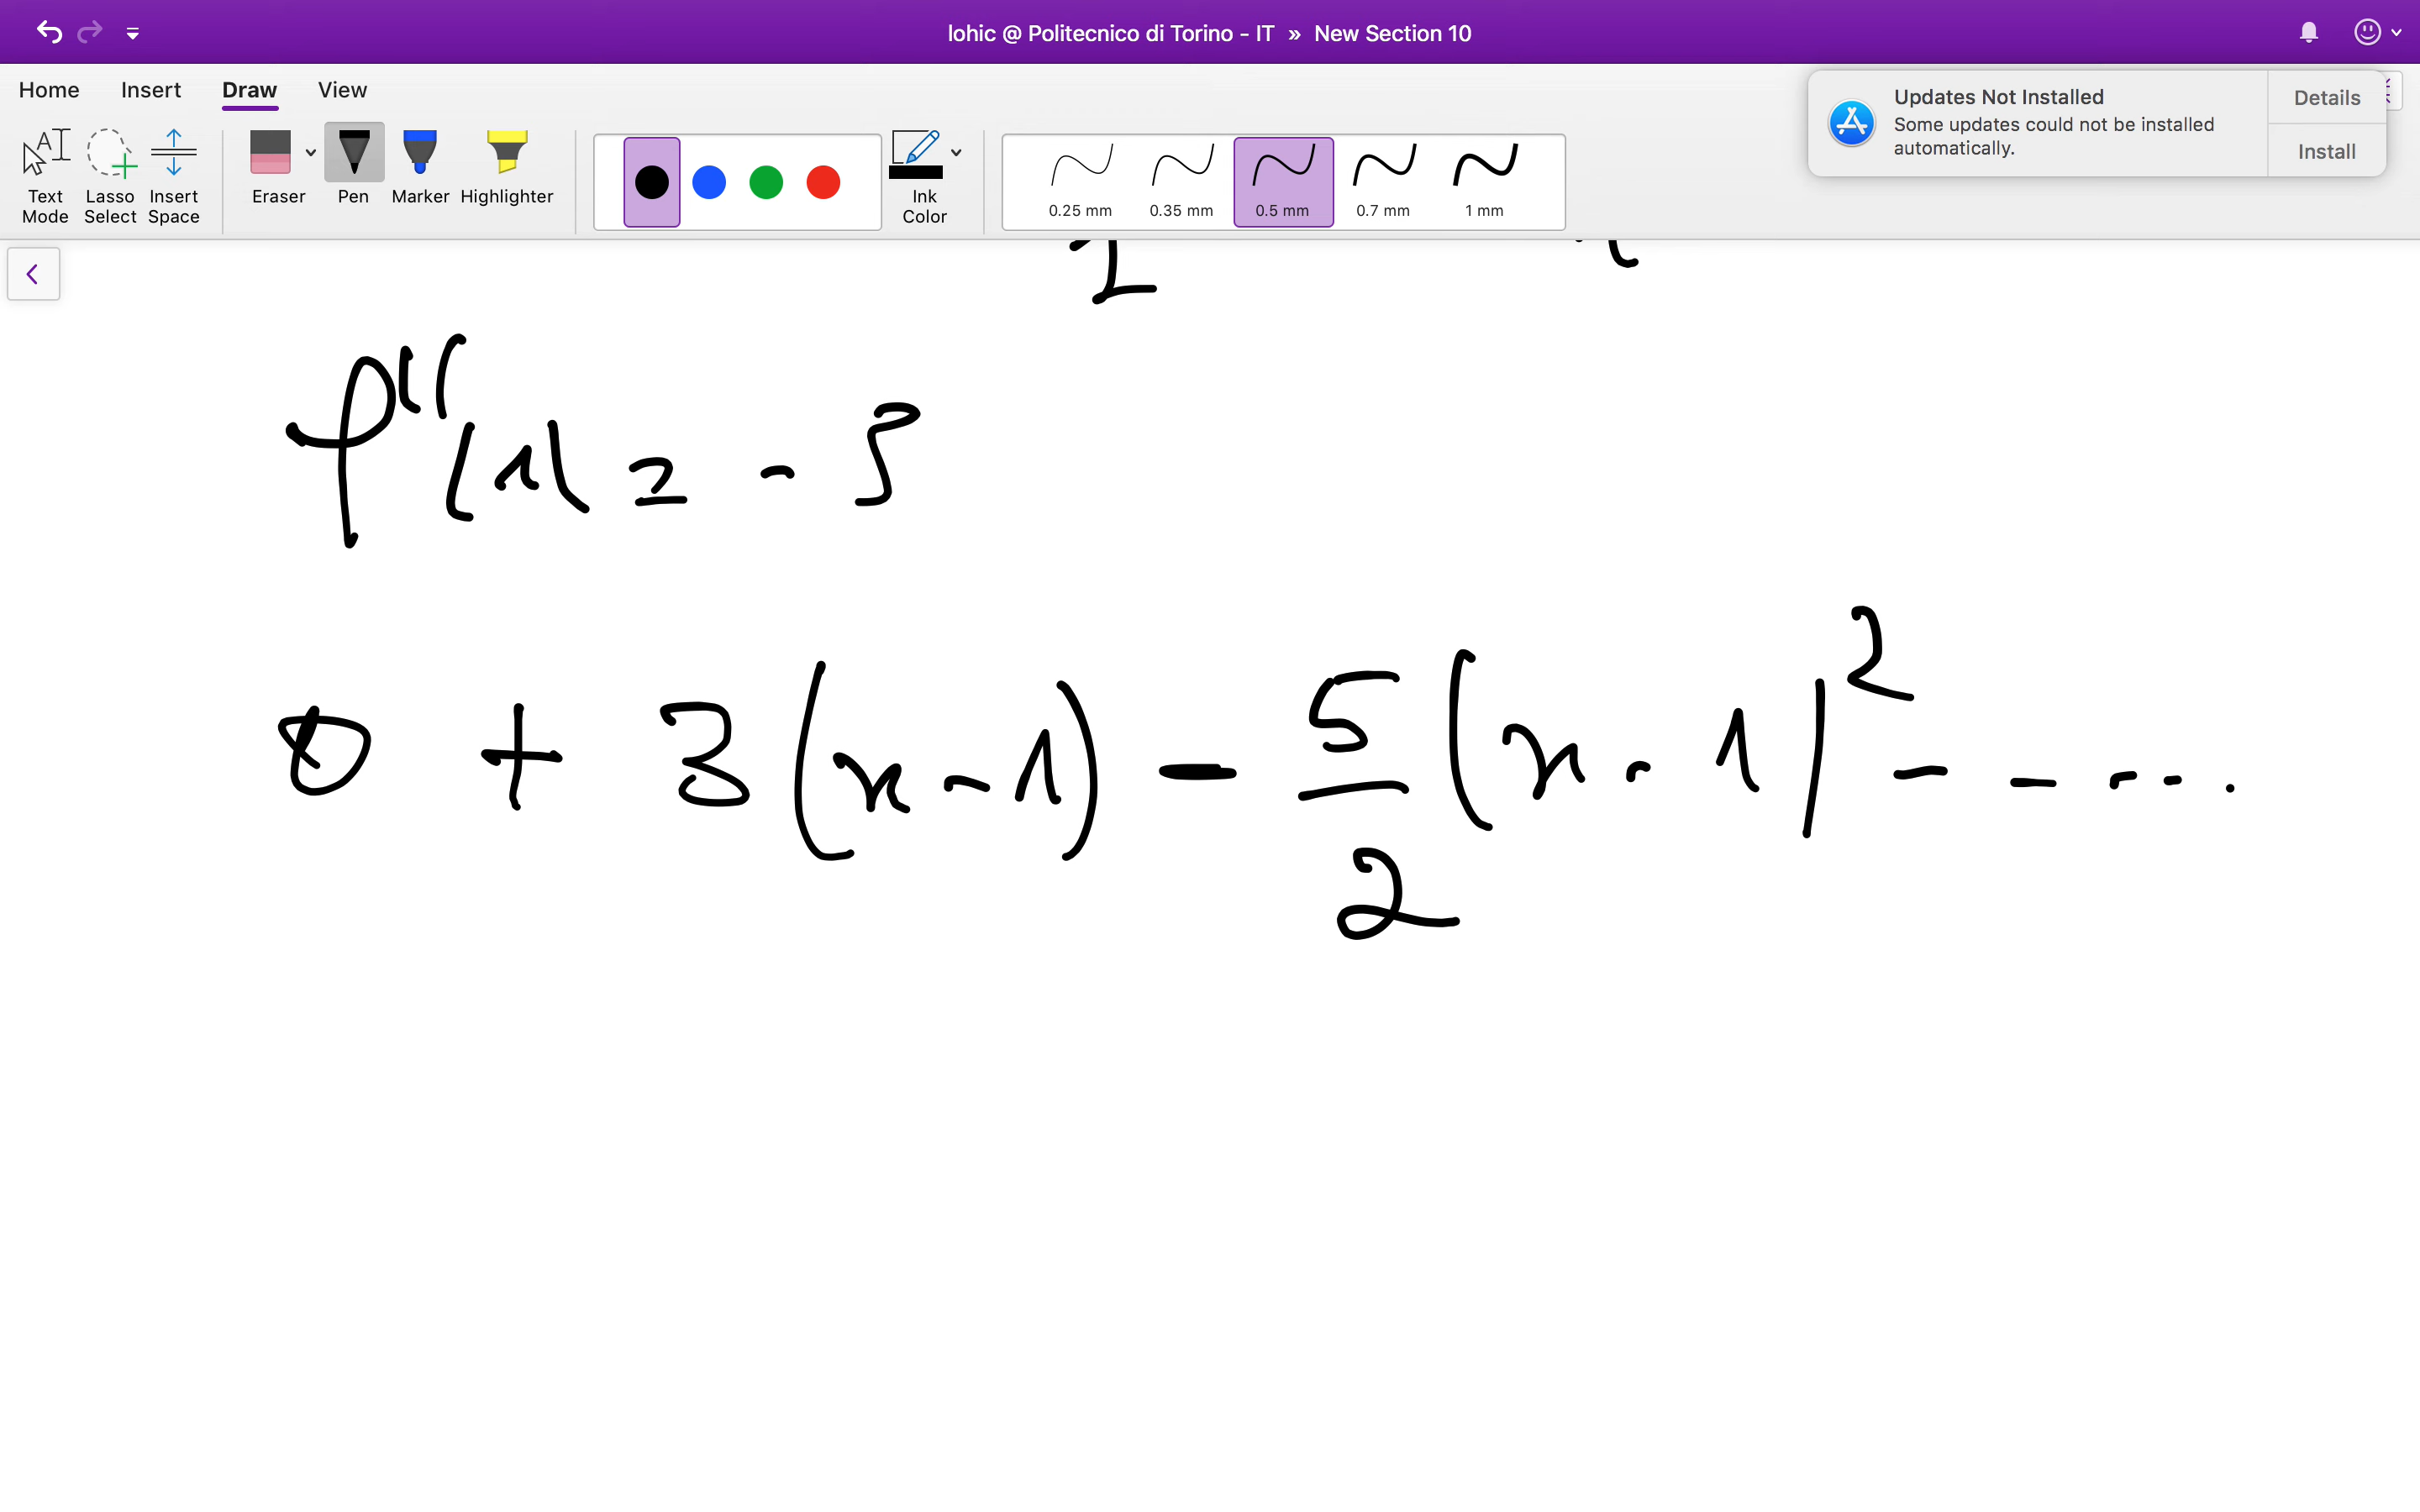 lohic @ Politecnico di Torino - IT » New Section 10
Home Insert Draw View
Updates Not Installed
Some updates could not be installed automatically.
Details
Install
Text Mode
Lasso Select
Insert Space
Eraser
Pen
Marker
Highlighter
Ink Color
0.25 mm
0.35 mm
0.5 mm
0.7 mm
1 mm
f''(1) = - 5
0 + 3(x-1) - 5/2 (x-1)² - - - - .